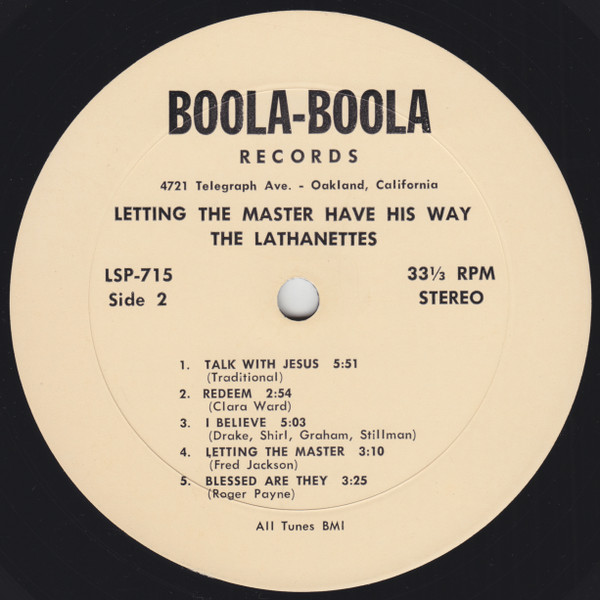 BOOLA-BOOLA
RECORDS
4721 Telegraph Ave. - Oakland, California
LETTING THE MASTER HAVE HIS WAY
THE LATHANETTES
LSP-715 33⅓ RPM
Side 2 STEREO
1. TALK WITH JESUS 5:51
(Traditional)
2. REDEEM 2:54
(Clara Ward)
3. I BELIEVE 5:03
(Drake, Shirl, Graham, Stillman)
4. LETTING THE MASTER 3:10
(Fred Jackson)
5. BLESSED ARE THEY 3:25
(Roger Payne)
All Tunes BMI